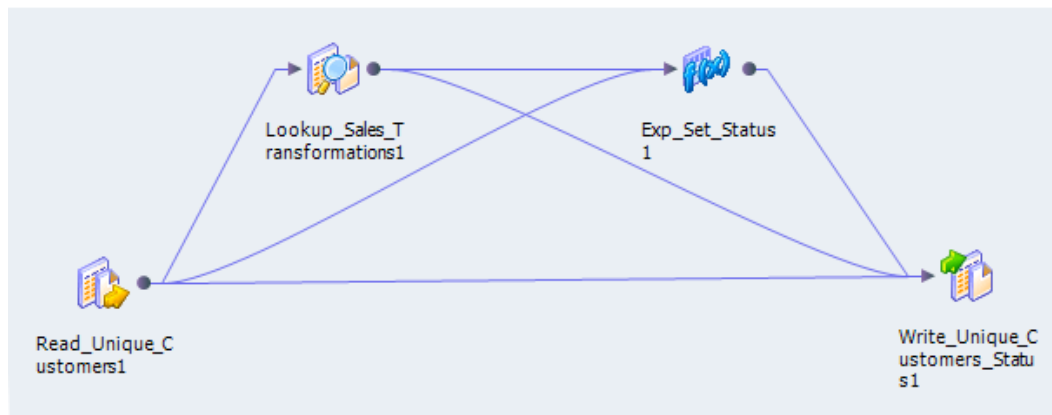 Lookup_Sales_T
ransformations1
Exp_Set_Status
1
Read_Unique_C
ustomers1
Write_Unique_C
ustomers_Statu
s1